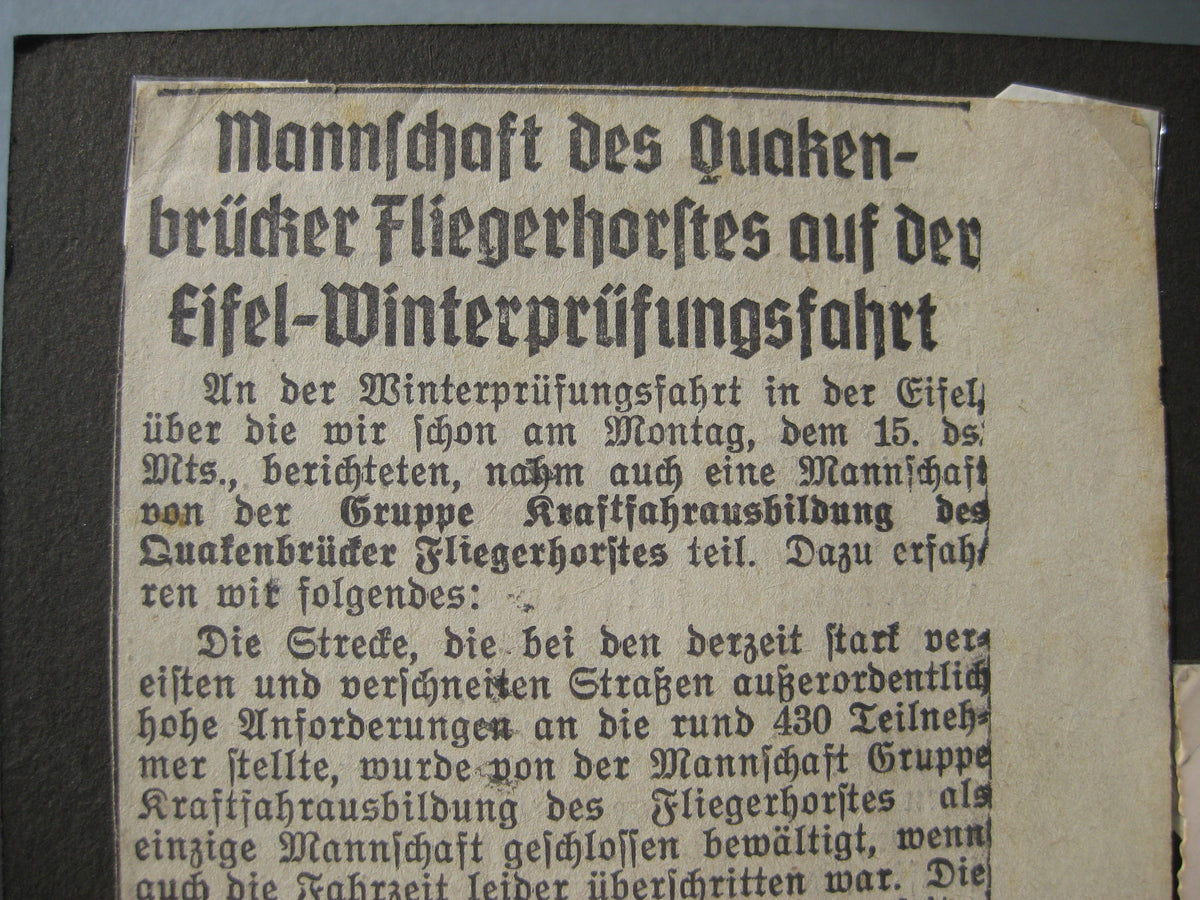 Mannschaft des Quaken-
brücker Fliegerhorstes auf der
Eifel-Winterprüfungsfahrt
An der Winterprüfungsfahrt in der Eifel,
über die wir schon am Montag, dem 15. ds.
Mts., berichteten, nahm auch eine Mannschaft
von der Gruppe Kraftfahrausbildung des
Quakenbrücker Fliegerhorstes teil. Dazu erfah-
ren wir folgendes:
Die Strecke, die bei den derzeit stark ver-
eisten und verschneiten Straßen außerordentlich
hohe Anforderungen an die rund 430 Teilneh-
mer stellte, wurde von der Mannschaft Gruppe
Kraftfahrausbildung des Fliegerhorstes als
einzige Mannschaft geschlossen bewältigt, wenn
auch die Fahrzeit leider überschritten war. Die